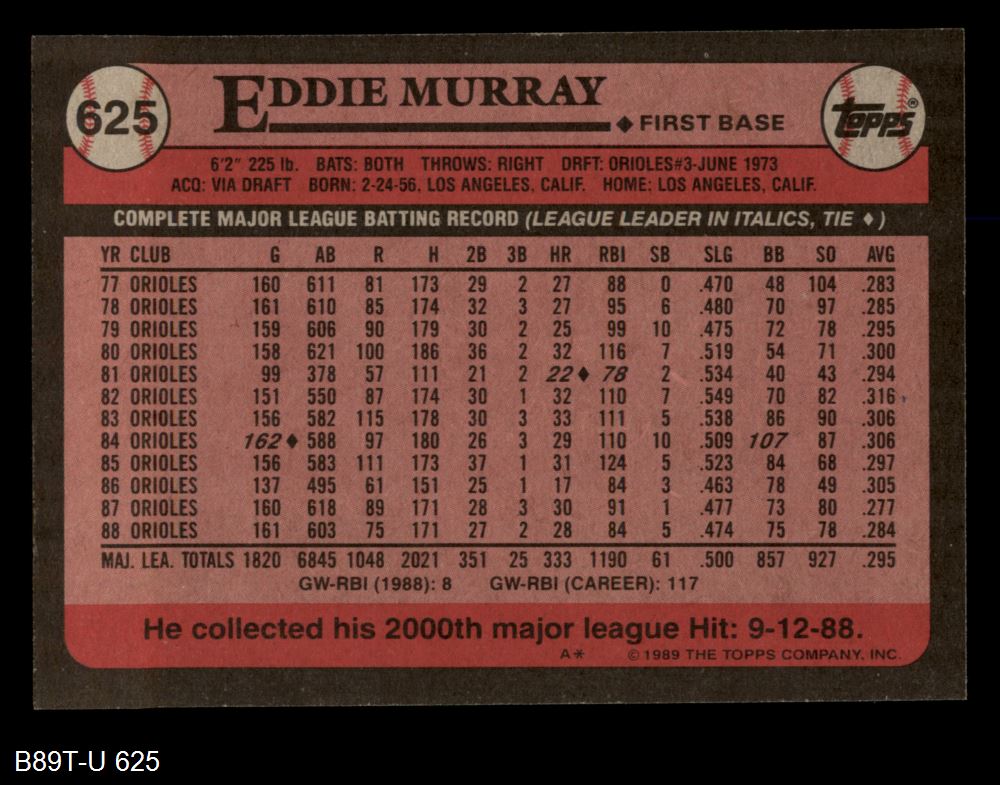 625 EDDIE MURRAY ◆ FIRST BASE Topps®
6'2" 225 lb. BATS: BOTH THROWS: RIGHT DRFT: ORIOLES#3-JUNE 1973
ACQ: VIA DRAFT BORN: 2-24-56, LOS ANGELES, CALIF. HOME: LOS ANGELES, CALIF.
COMPLETE MAJOR LEAGUE BATTING RECORD (LEAGUE LEADER IN ITALICS, TIE ♦)
YR CLUB G AB R H 2B 3B HR RBI SB SLG BB SO AVG
77 ORIOLES 160 611 81 173 29 2 27 88 0 .470 48 104 .283
78 ORIOLES 161 610 85 174 32 3 27 95 6 .480 70 97 .285
79 ORIOLES 159 606 90 179 30 2 25 99 10 .475 72 78 .295
80 ORIOLES 158 621 100 186 36 2 32 116 7 .519 54 71 .300
81 ORIOLES 99 378 57 111 21 2 22♦ 78 2 .534 40 43 .294
82 ORIOLES 151 550 87 174 30 1 32 110 7 .549 70 82 .316
83 ORIOLES 156 582 115 178 30 3 33 111 5 .538 86 90 .306
84 ORIOLES 162♦ 588 97 180 26 3 29 110 10 .509 107 87 .306
85 ORIOLES 156 583 111 173 37 1 31 124 5 .523 84 68 .297
86 ORIOLES 137 495 61 151 25 1 17 84 3 .463 78 49 .305
87 ORIOLES 160 618 89 171 28 3 30 91 1 .477 73 80 .277
88 ORIOLES 161 603 75 171 27 2 28 84 5 .474 75 78 .284
MAJ. LEA. TOTALS 1820 6845 1048 2021 351 25 333 1190 61 .500 857 927 .295
GW-RBI (1988): 8 GW-RBI (CAREER): 117
He collected his 2000th major league Hit: 9-12-88.
A* © 1989 THE TOPPS COMPANY, INC.
B89T-U 625